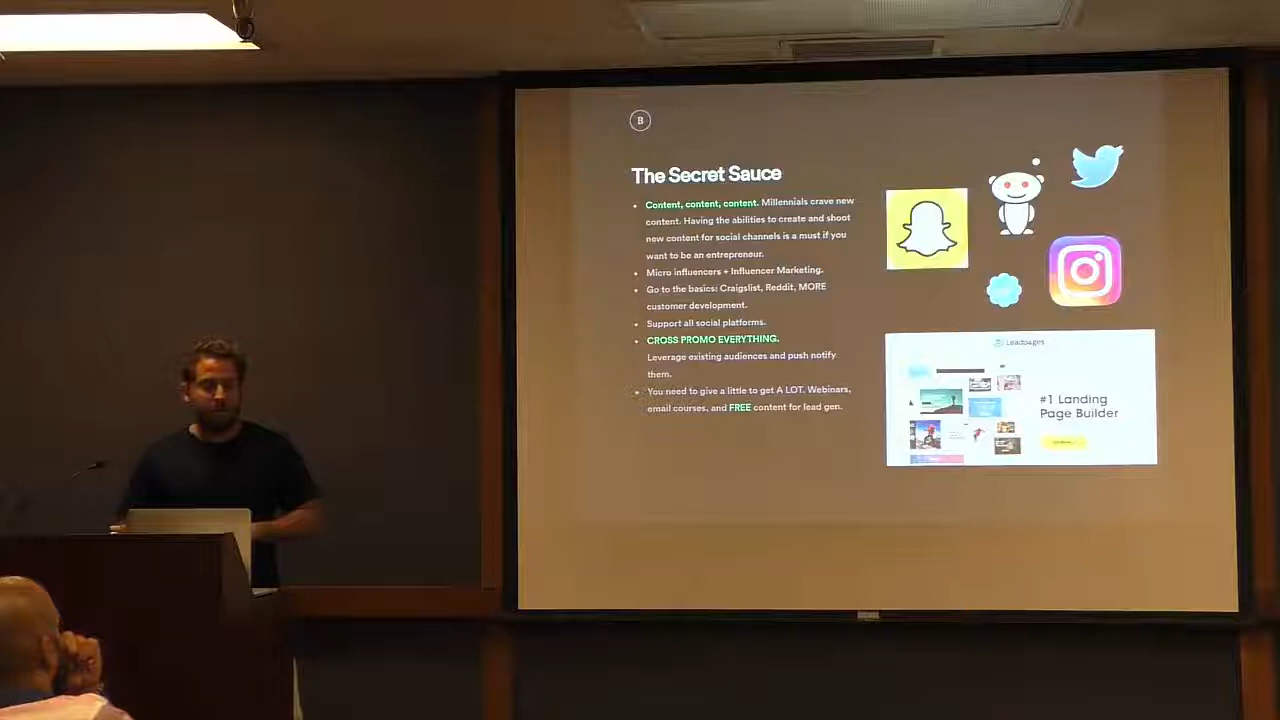 B
The Secret Sauce
Content, content, content. Millennials crave new
content. Having the abilities to create and shoot
new content for social channels is a must if you
want to be an entrepreneur.
Micro influencers + Influencer Marketing.
Go to the basics: Craigslist, Reddit, MORE
customer development.
Support all social platforms.
CROSS PROMO EVERYTHING.
Leverage existing audiences and push notify
them.
You need to give a little to get A LOT. Webinars,
email courses, and FREE content for lead gen.
Leadpages
#1 Landing
Page Builder